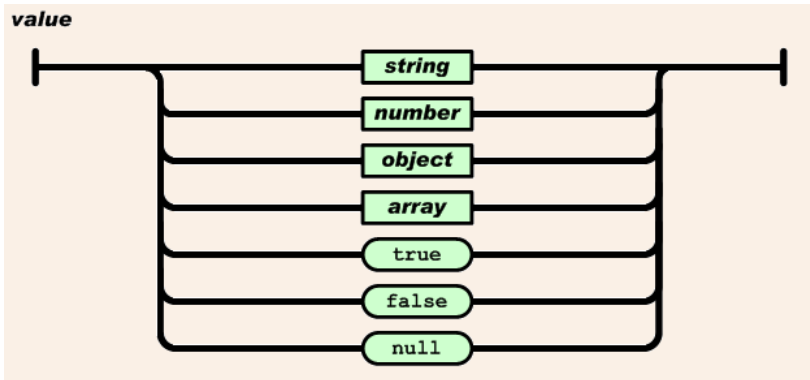 value
string
number
object
array
true
false
null